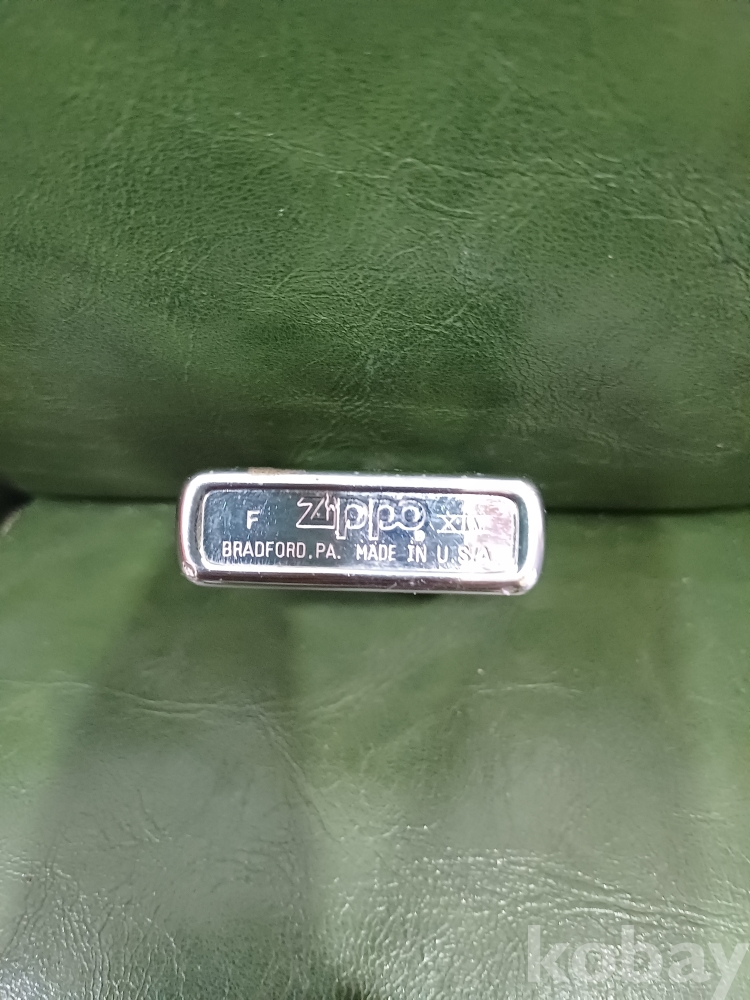 F Zippo XIV
BRADFORD, PA. MADE IN U.S.A.
kobay